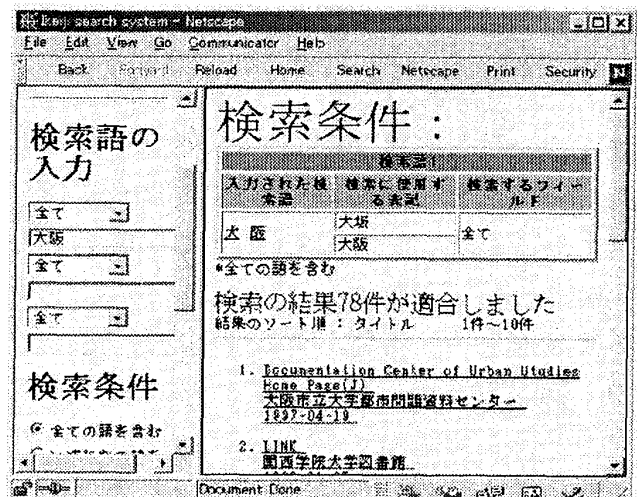 search system - Netscape
File Edit View Go Communicator Help
Back Forward Reload Home Search Netscape Print Security
検索語の
入力
全て
大阪
全て
全て
検索条件
全ての語を含む
検索条件：
検索語1
入力された検索語 検索に使用する表記 検索するフィールド
大阪 大坂 全て
大阪
*全ての語を含む
検索の結果78件が適合しました
結果のソート順：タイトル 1件～10件
1. Documentation Center of Urban Utudies
Home Page(J)
大阪市立大学都市問題資料センター
1997-04-19
2. LINK
関西学院大学図書館
Document Done